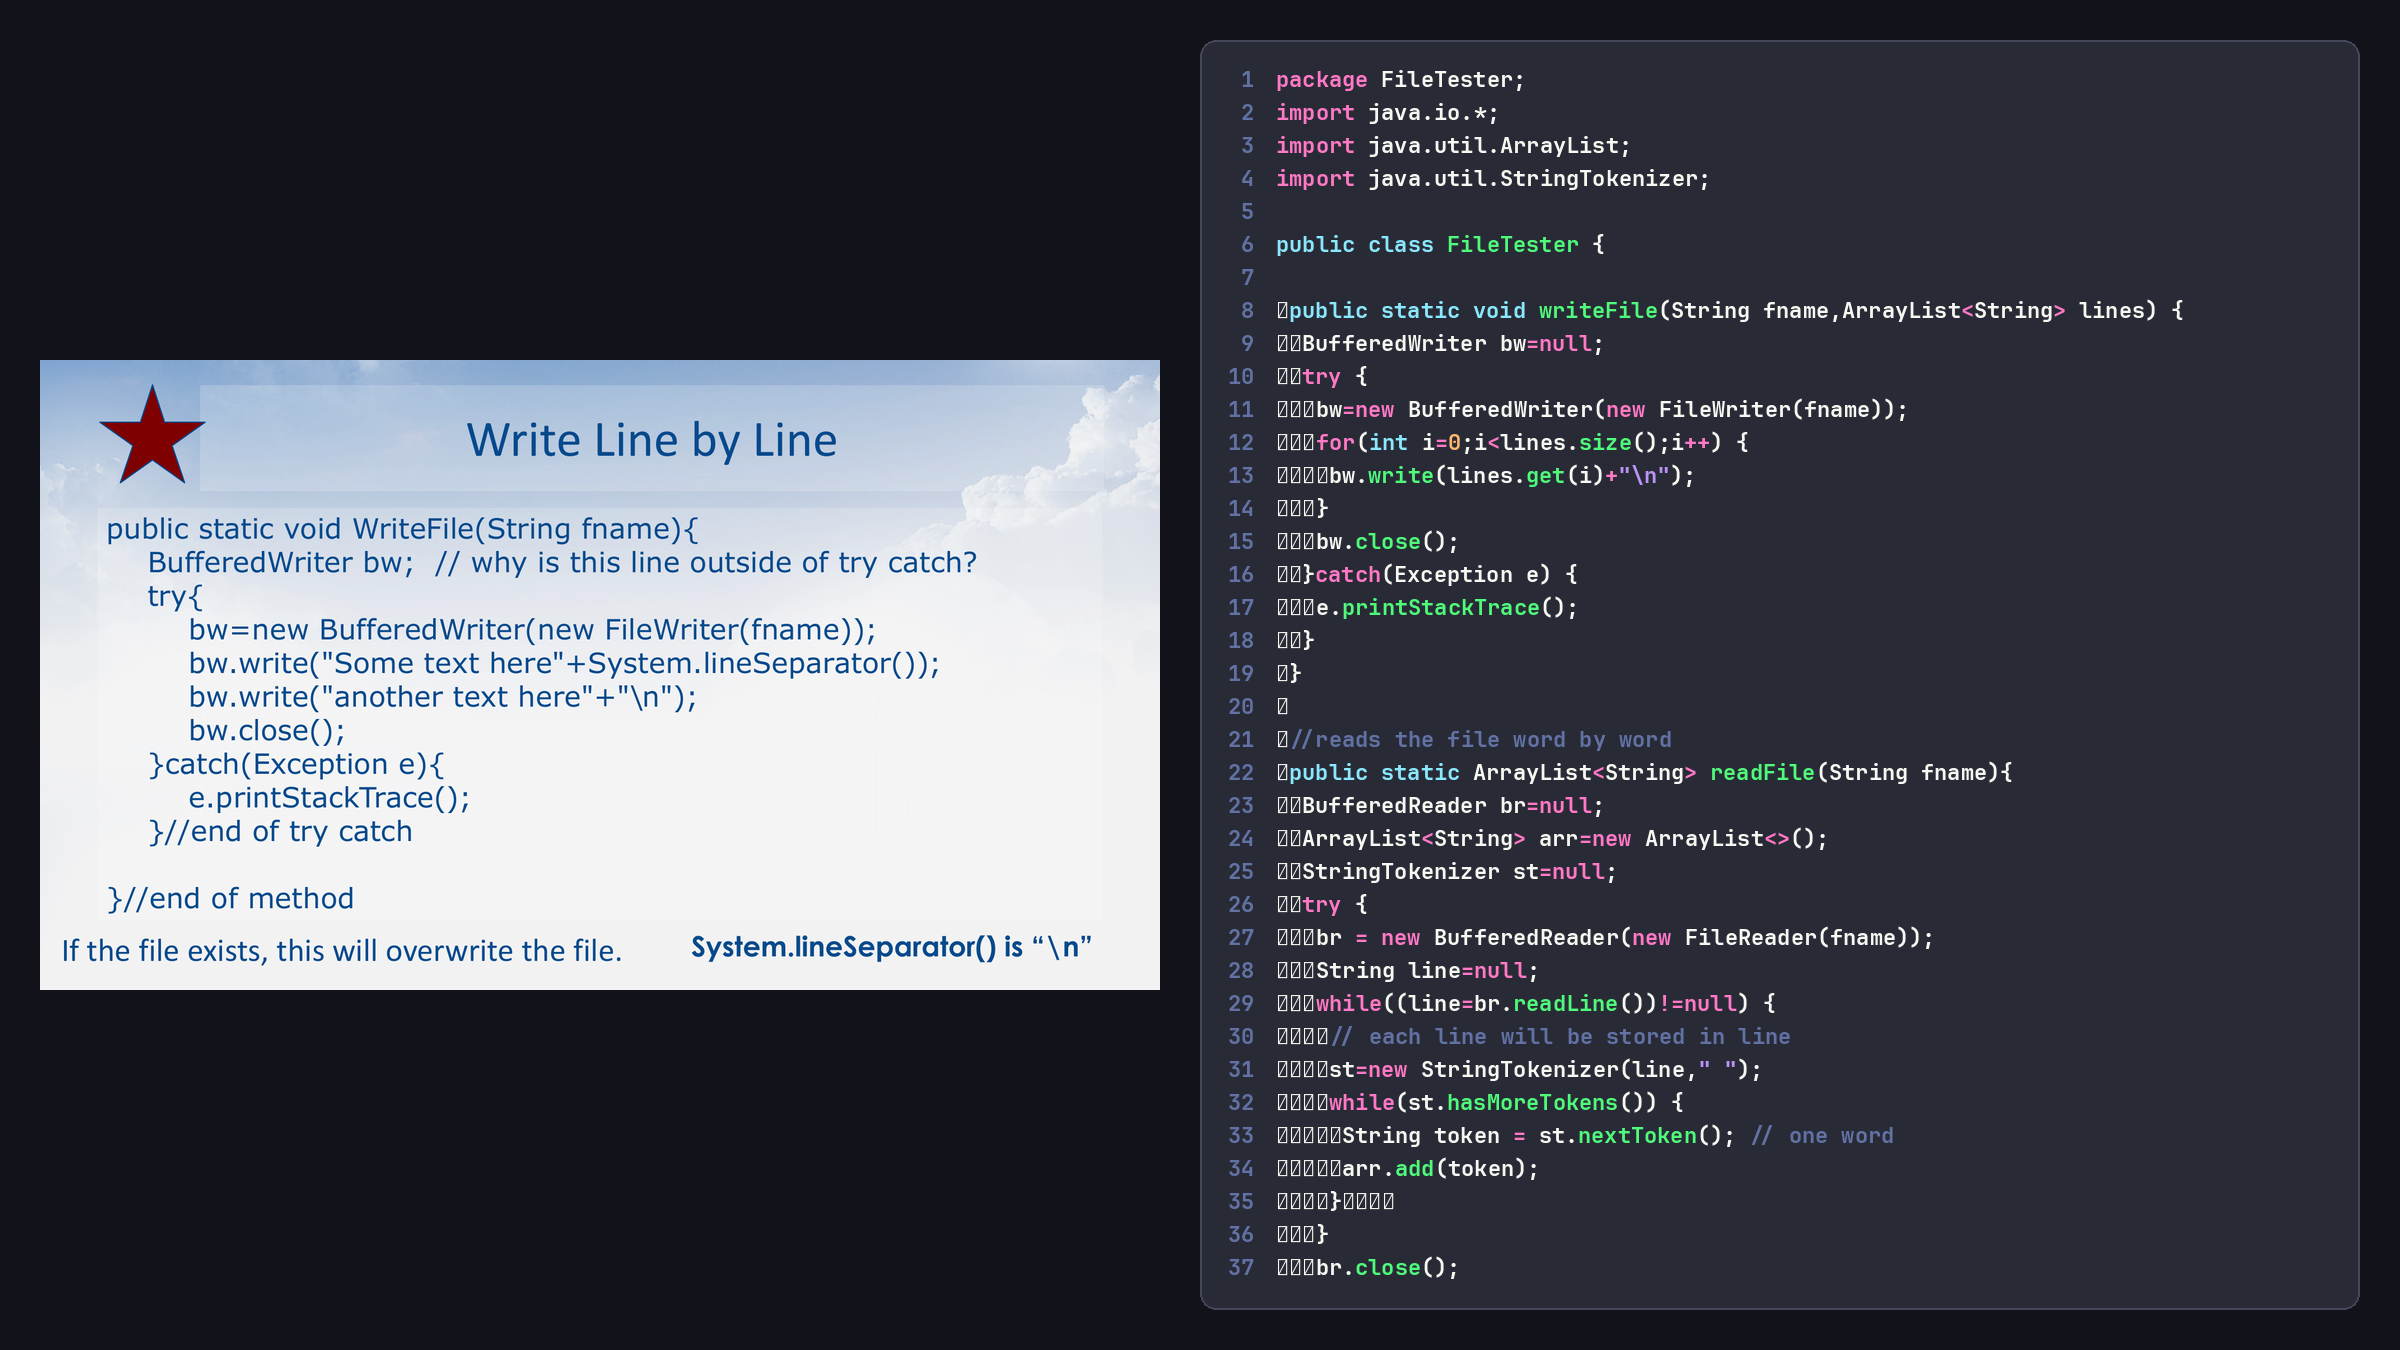 Write Line by Line
public static void WriteFile(String fname){
BufferedWriter bw;  // why is this line outside of try catch?
try{
bw=new BufferedWriter(new FileWriter(fname));
bw.write("Some text here"+System.lineSeparator());
bw.write("another text here"+"\n");
bw.close();
}catch(Exception e){
e.printStackTrace();
}//end of try catch
}//end of method
If the file exists, this will overwrite the file.
System.lineSeparator() is “\n”
1 package FileTester;
2 import java.io.*;
3 import java.util.ArrayList;
4 import java.util.StringTokenizer;
5
6 public class FileTester {
7
8 public static void writeFile(String fname,ArrayList<String> lines) {
9 BufferedWriter bw=null;
10 try {
11 bw=new BufferedWriter(new FileWriter(fname));
12 for(int i=0;i<lines.size();i++) {
13 bw.write(lines.get(i)+"\n");
14 }
15 bw.close();
16 }catch(Exception e) {
17 e.printStackTrace();
18 }
19 }
20
21 //reads the file word by word
22 public static ArrayList<String> readFile(String fname){
23 BufferedReader br=null;
24 ArrayList<String> arr=new ArrayList<>();
25 StringTokenizer st=null;
26 try {
27 br = new BufferedReader(new FileReader(fname));
28 String line=null;
29 while((line=br.readLine())!=null) {
30 // each line will be stored in line
31 st=new StringTokenizer(line," ");
32 while(st.hasMoreTokens()) {
33 String token = st.nextToken(); // one word
34 arr.add(token);
35 }
36 }
37 br.close();